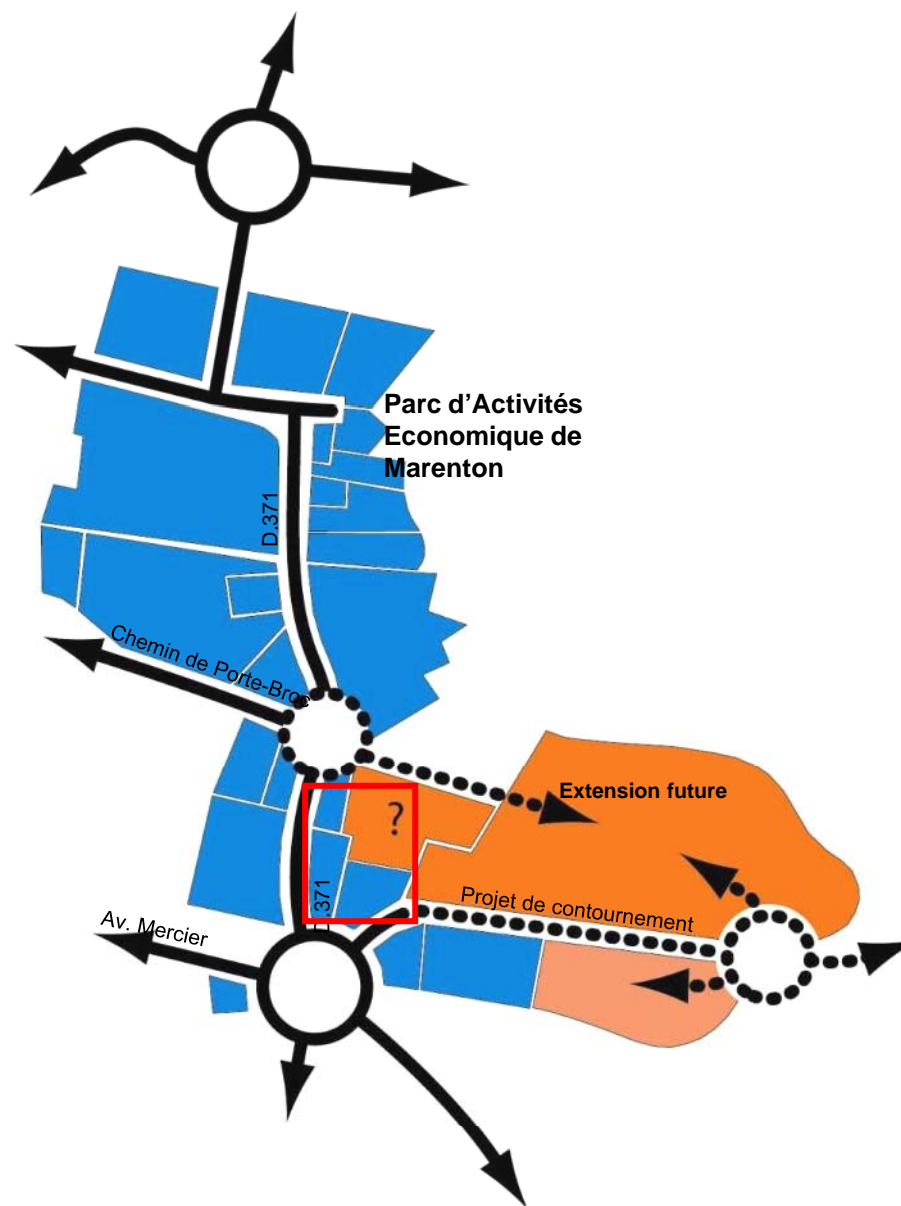 Parc d’Activités
Economique de
Marenton
D.371
Chemin de Porte-Broc
Extension future
?
D.371
Projet de contournement
Av. Mercier